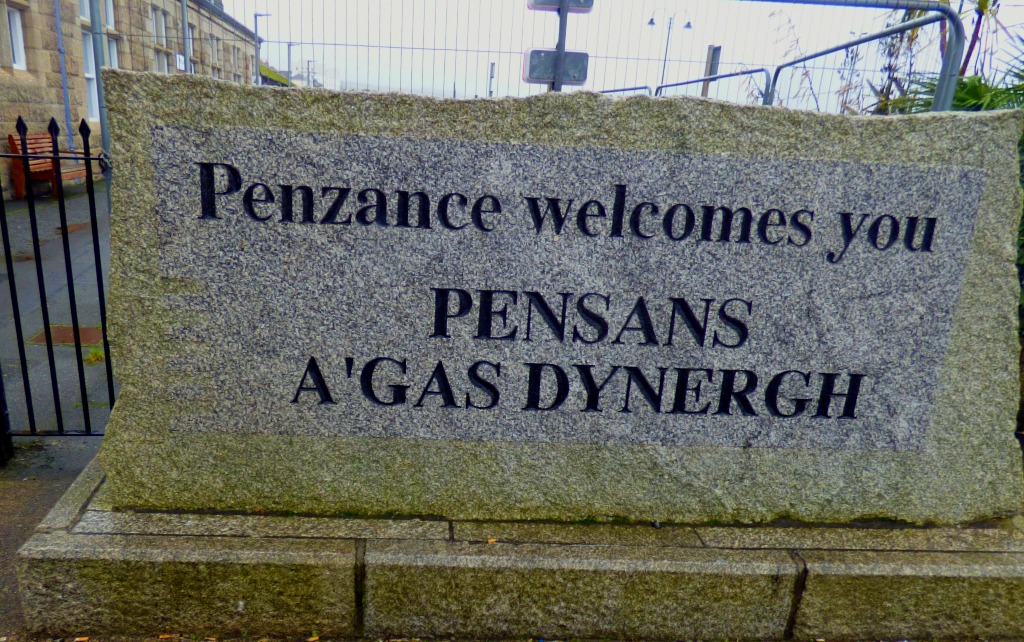 Penzance welcomes you
PENSANS
A'GAS DYNERGH